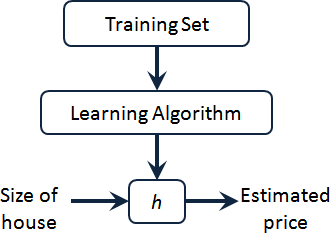 Training Set
Learning Algorithm
Size of
house
h
Estimated
price